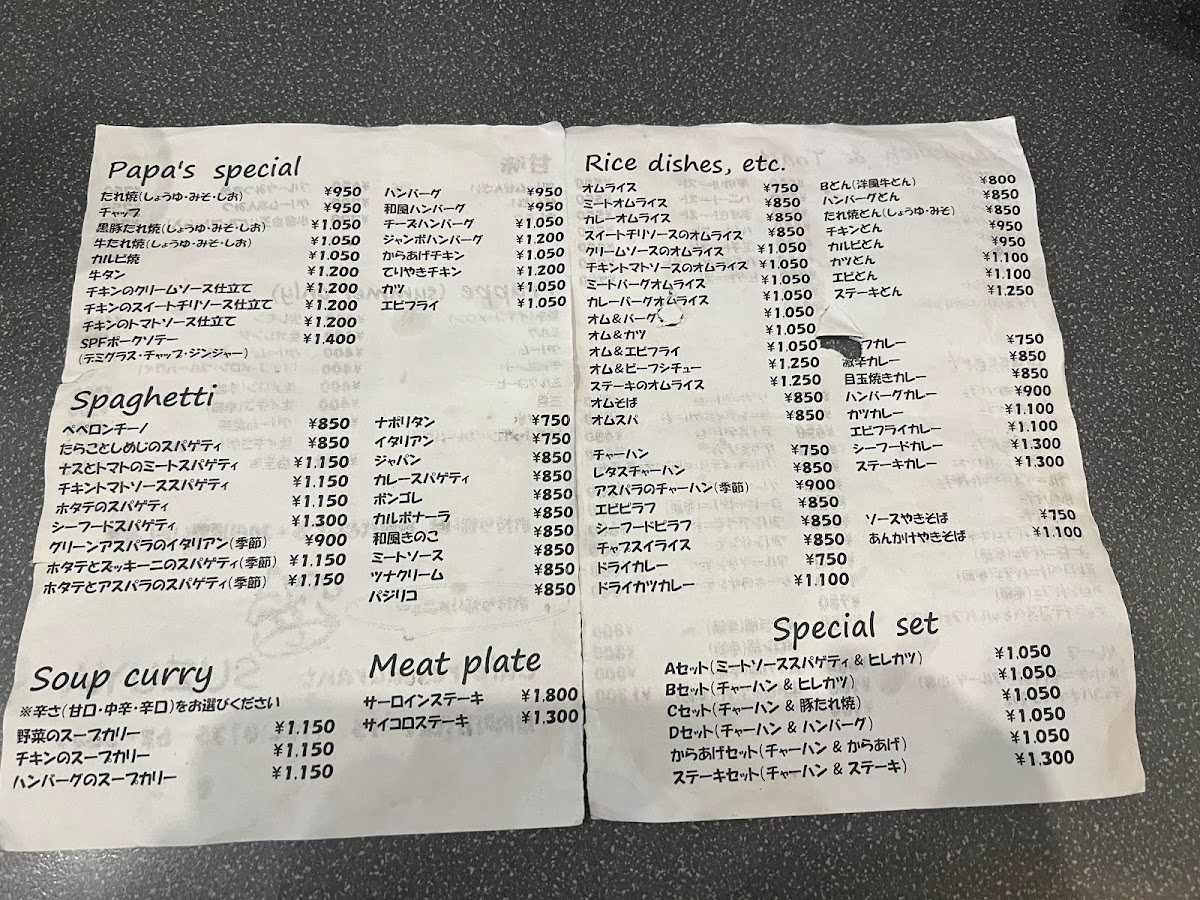 Papa's special
たれ焼(しょうゆ・みそ・しお) ¥950
チャップ ¥950
黒豚たれ焼(しょうゆ・みそ・しお) ¥1.050
牛たれ焼(しょうゆ・みそ・しお) ¥1.050
カルビ焼 ¥1.050
牛タン ¥1.200
チキンのクリームソース仕立て ¥1.200
チキンのスイートチリソース仕立て ¥1.200
チキンのトマトソース仕立て ¥1.200
SPFポークソテー ¥1.400
(デミグラス・チャップ・ジンジャー)
ハンバーグ ¥950
和風ハンバーグ ¥950
チーズハンバーグ ¥1.050
ジャンボハンバーグ ¥1.200
からあげチキン ¥1.050
てりやきチキン ¥1.200
カツ ¥1.050
エビフライ ¥1.050
Spaghetti
ペペロンチーノ ¥850
たらことしめじのスパゲティ ¥850
ナスとトマトのミートスパゲティ ¥1.150
チキントマトソーススパゲティ ¥1.150
ホタテのスパゲティ ¥1.150
シーフードスパゲティ ¥1.300
グリーンアスパラのイタリアン(季節) ¥900
ホタテとズッキーニのスパゲティ(季節) ¥1.150
ホタテとアスパラのスパゲティ(季節) ¥1.150
ナポリタン ¥750
イタリアン ¥750
ジャパン ¥850
カレースパゲティ ¥850
ボンゴレ ¥850
カルボナーラ ¥850
和風きのこ ¥850
ミートソース ¥850
ツナクリーム ¥850
バジリコ ¥850
Soup curry
※辛さ(甘口・中辛・辛口)をお選びください
野菜のスープカリー ¥1.150
チキンのスープカリー ¥1.150
ハンバーグのスープカリー ¥1.150
Meat plate
サーロインステーキ ¥1.800
サイコロステーキ ¥1.300
Rice dishes, etc.
オムライス ¥750
ミートオムライス ¥850
カレーオムライス ¥850
スイートチリソースのオムライス ¥850
クリームソースのオムライス ¥1.050
チキントマトソースのオムライス ¥1.050
ミートバーグオムライス ¥1.050
カレーバーグオムライス ¥1.050
オム&バーグ ¥1.050
オム&カツ ¥1.050
オム&エビフライ ¥1.050
オム&ビーフシチュー ¥1.250
ステーキのオムライス ¥1.250
オムそば ¥850
オムスパ ¥850
チャーハン ¥750
レタスチャーハン ¥850
アスパラのチャーハン(季節) ¥900
エビピラフ ¥850
シーフードピラフ ¥850
チャプスイライス ¥850
ドライカレー ¥750
ドライカツカレー ¥1.100
Bどん(洋風牛どん) ¥800
ハンバーグどん ¥850
たれ焼どん(しょうゆ・みそ) ¥850
チキンどん ¥950
カルビどん ¥950
カツどん ¥1.100
エビどん ¥1.100
ステーキどん ¥1.250
フカレー ¥750
激辛カレー ¥850
目玉焼きカレー ¥850
ハンバーグカレー ¥900
カツカレー ¥1.100
エビフライカレー ¥1.100
シーフードカレー ¥1.300
ステーキカレー ¥1.300
ソースやきそば ¥750
あんかけやきそば ¥1.100
Special set
Aセット(ミートソーススパゲティ & ヒレカツ) ¥1.050
Bセット(チャーハン & ヒレカツ) ¥1.050
Cセット(チャーハン & 豚たれ焼) ¥1.050
Dセット(チャーハン & ハンバーグ) ¥1.050
からあげセット(チャーハン & からあげ) ¥1.050
ステーキセット(チャーハン & ステーキ) ¥1.300